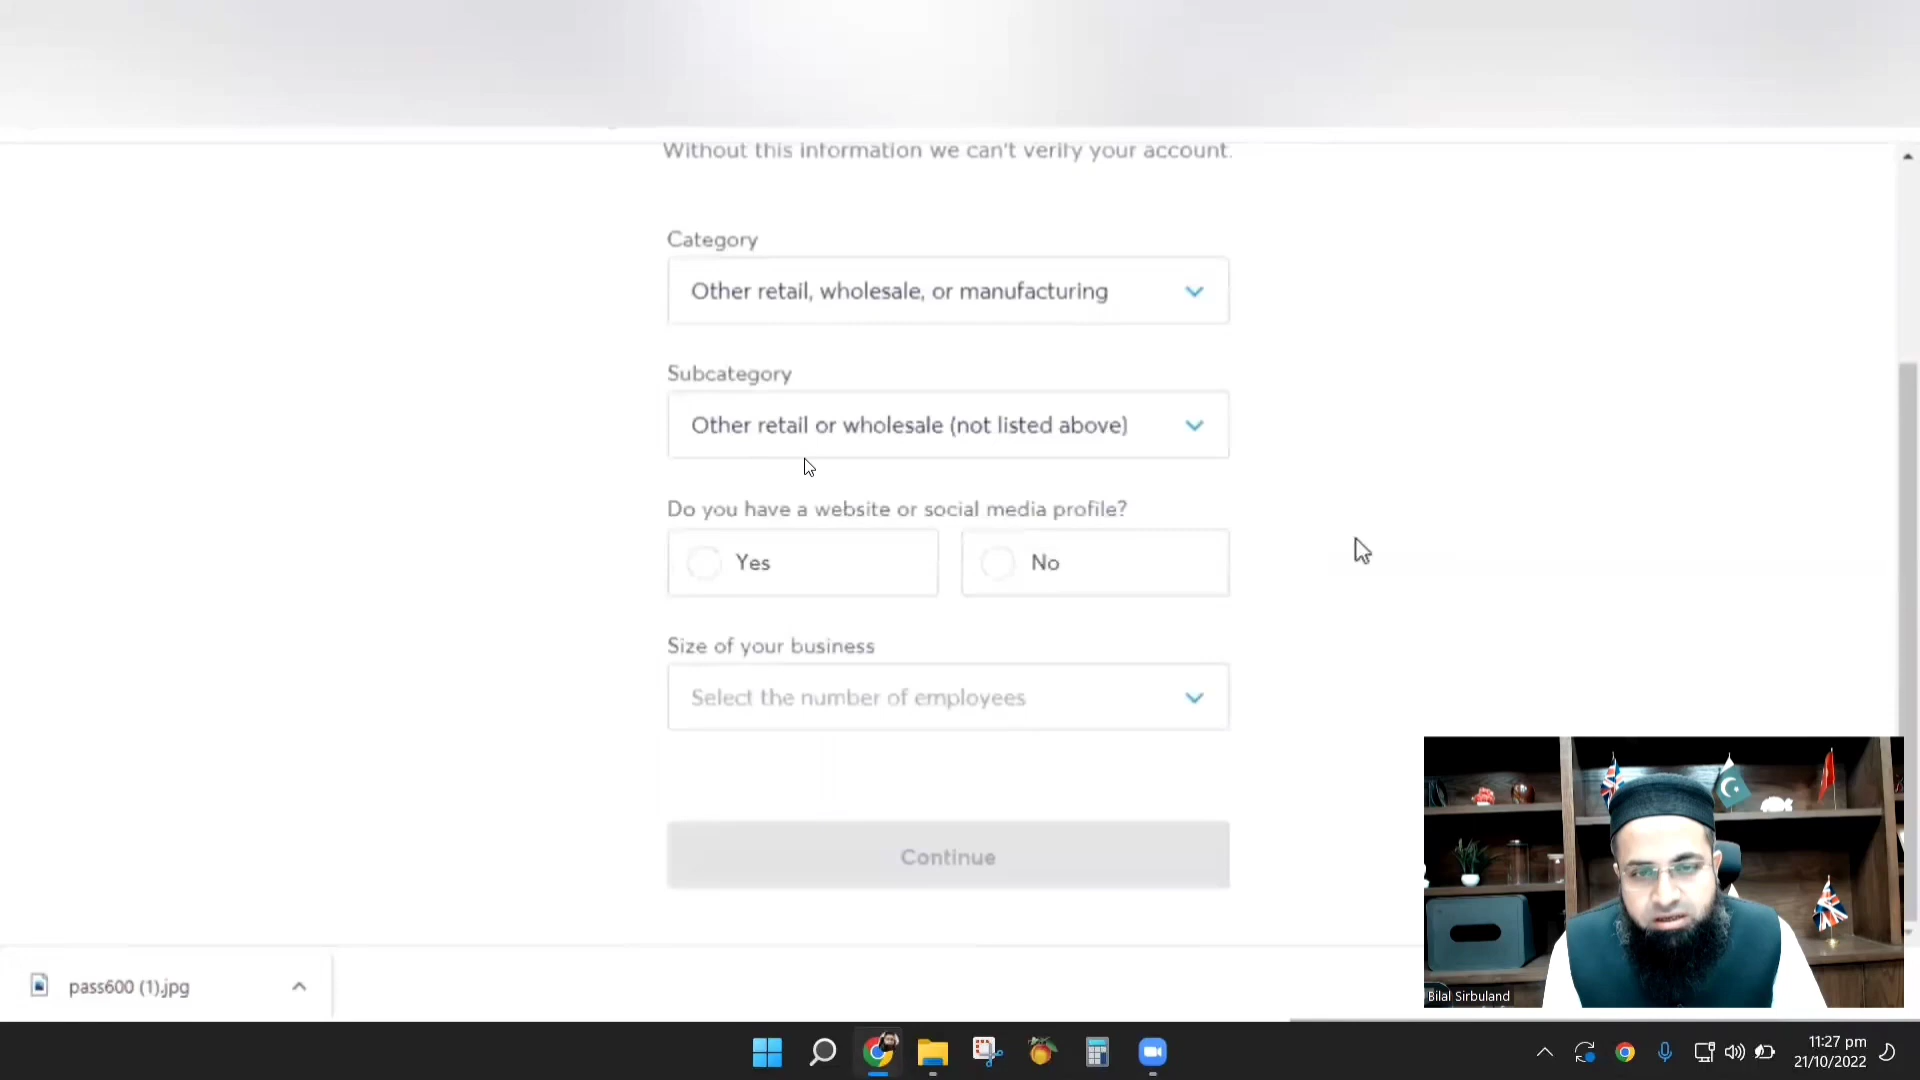 Without this information we can't verify your account.
Category
Other retail, wholesale, or manufacturing
Subcategory
Other retail or wholesale (not listed above)
Do you have a website or social media profile?
Yes
No
Size of your business
Select the number of employees
Continue
pass600 (1).jpg
Bilal Sirbuland
11:27 pm
21/10/2022